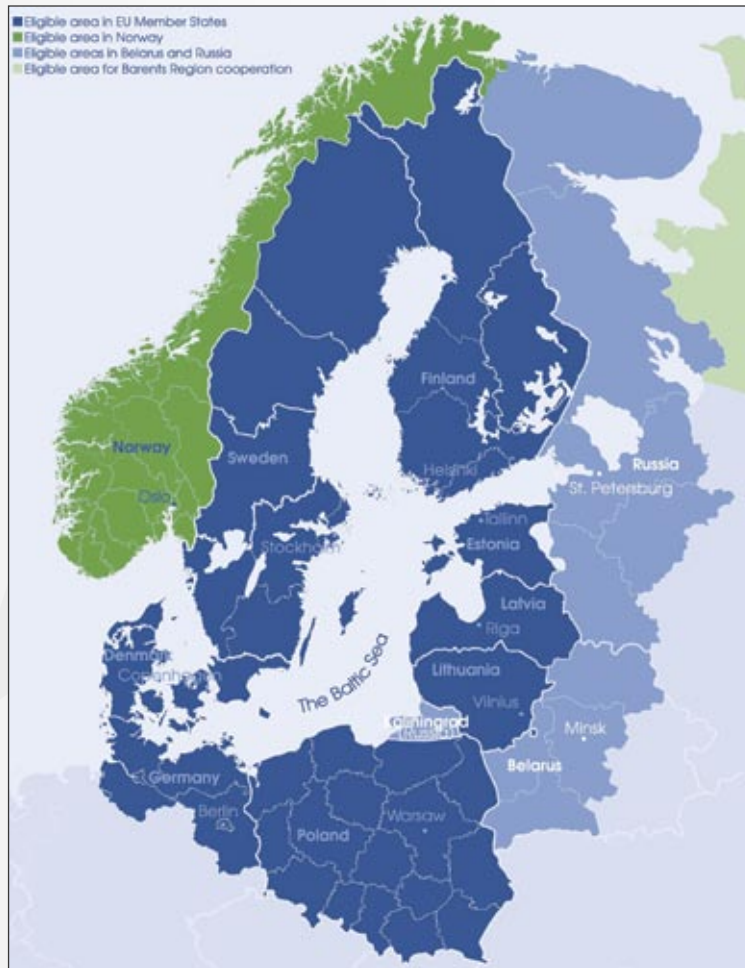 Eligible area in EU Member States
Eligible area in Norway
Eligible areas in Belarus and Russia
Eligible area for Barents Region cooperation
Finland
Norway
Sweden
Helsinki
Russia
Oslo
St. Petersburg
Tallinn
Stockholm
Estonia
Latvia
Riga
Denmark
Copenhagen
Lithuania
The Baltic Sea
Vilnius
Kaliningrad
(Russia)
Minsk
Belarus
Germany
Berlin
Warsaw
Poland